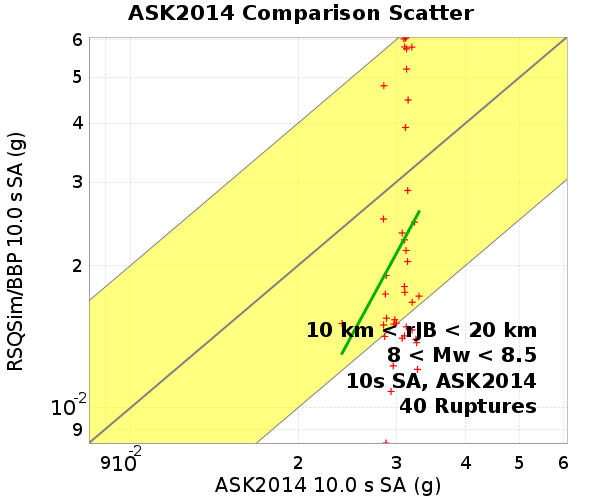 ASK2014 Comparison Scatter
RSQSim/BBP 10.0 s SA (g)
6
5
4
3
2
10-2
9
10 km < rJB < 20 km
8 < Mw < 8.5
10s SA, ASK2014
40 Ruptures
9 10-2 2 3 4 5 6
ASK2014 10.0 s SA (g)